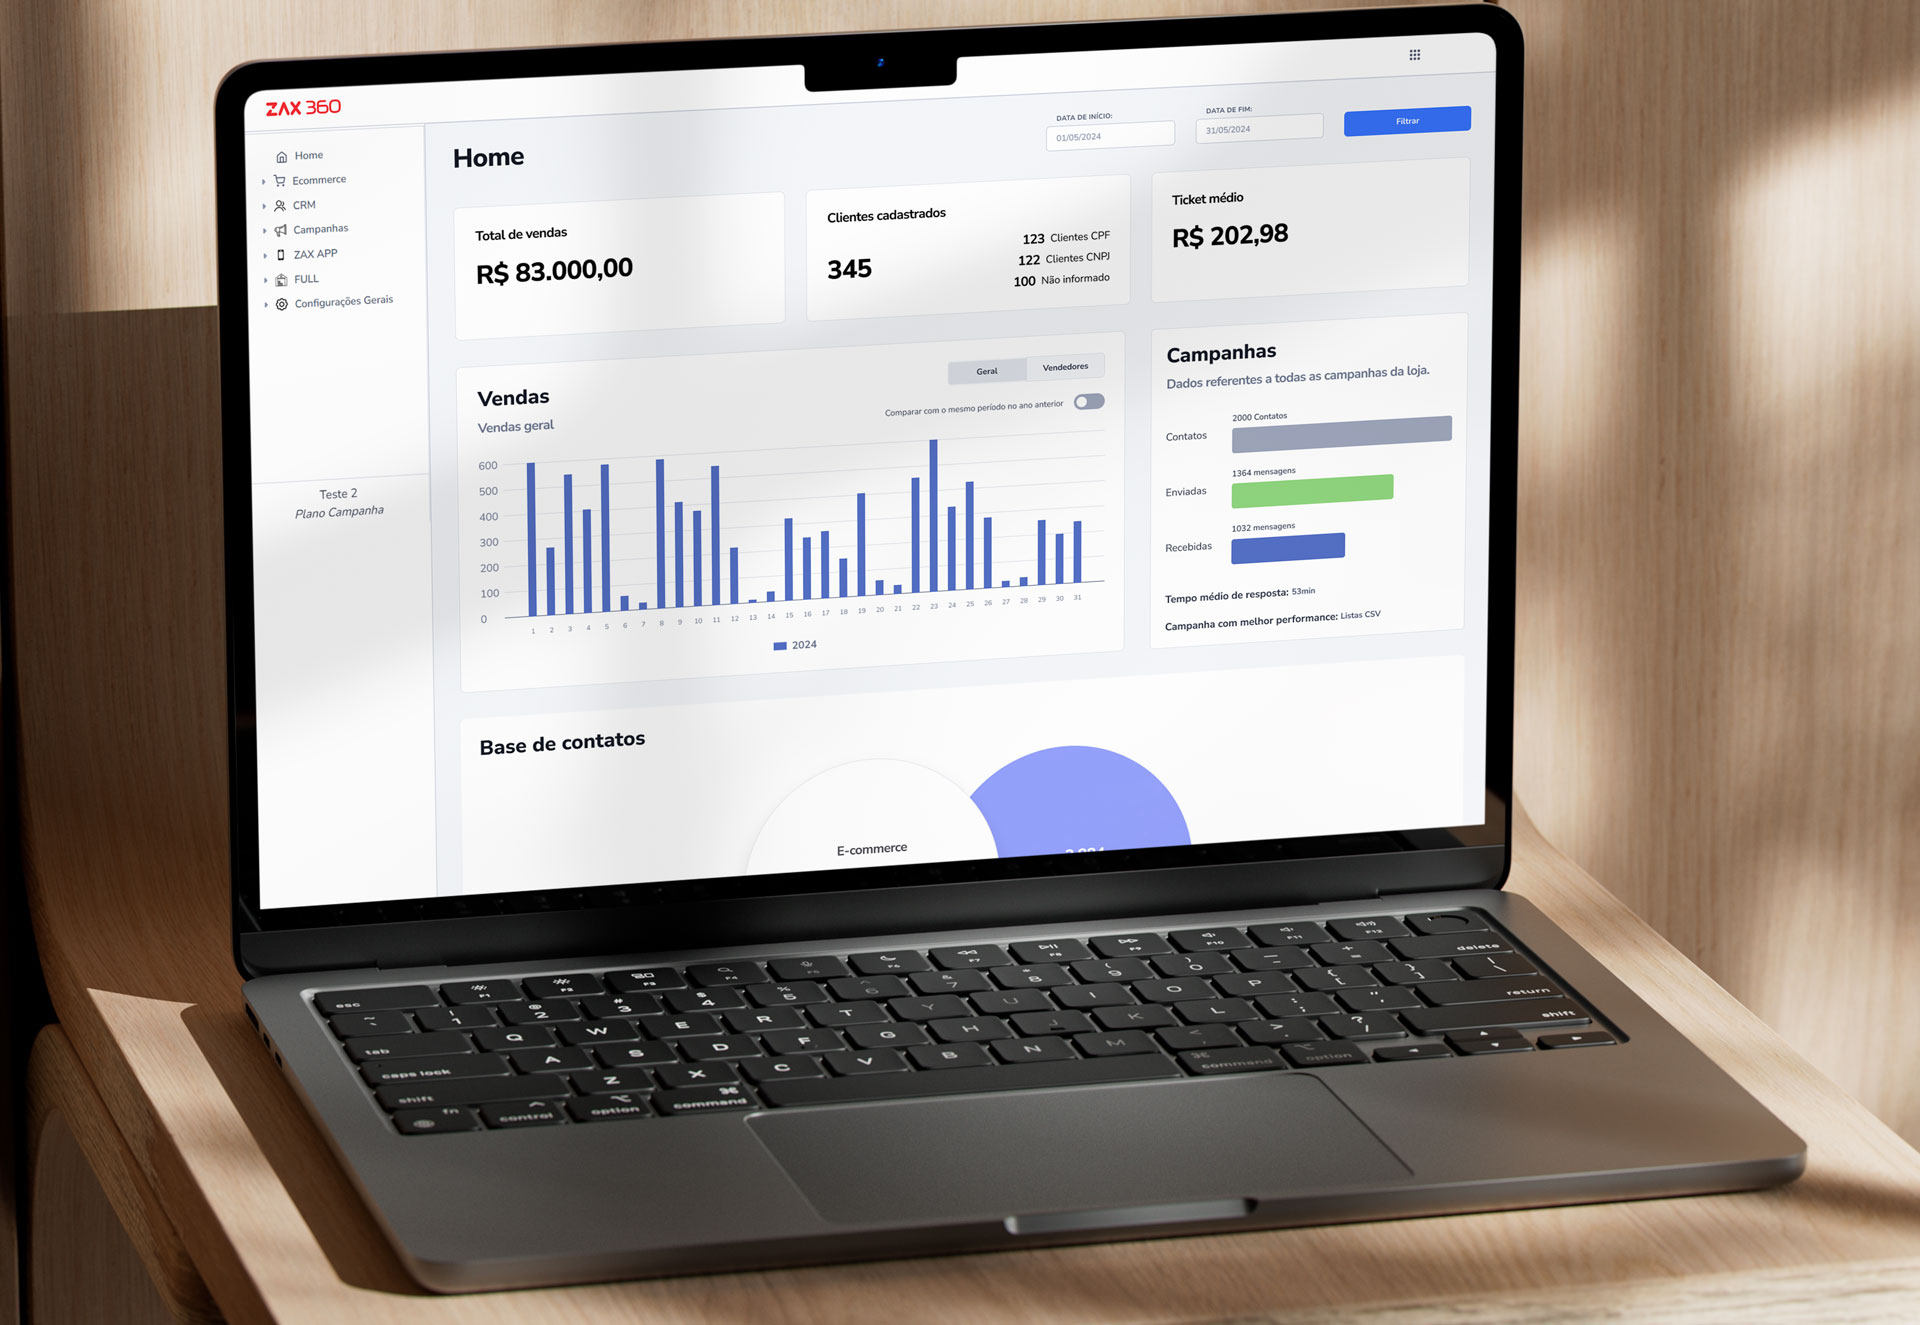 ZAX 360
Home
Ecommerce
CRM
Campanhas
ZAX APP
FULL
Configurações Gerais
Teste 2
Plano Campanha
Home
DATA DE INÍCIO:
01/05/2024
DATA DE FIM:
31/05/2024
Filtrar
Total de vendas
R$ 83.000,00
Clientes cadastrados
345
123 Clientes CPF
122 Clientes CNPJ
100 Não informado
Ticket médio
R$ 202,98
Vendas
Vendas geral
Geral
Vendedores
Comparar com o mesmo período no ano anterior
600
500
400
300
200
100
0
1 2 3 4 5 6 7 8 9 10 11 12 13 14 15 16 17 18 19 20 21 22 23 24 25 26 27 28 29 30 31
2024
Campanhas
Dados referentes a todas as campanhas da loja.
2000 Contatos
Contatos
1364 mensagens
Enviadas
1032 mensagens
Recebidas
Tempo médio de resposta: 53min
Campanha com melhor performance: Listas CSV
Base de contatos
E-commerce
esc F1 F2 F3 F4 F5 F6 F7 F8 F9 F10 F11 F12
~ ` ! 1 @ 2 # 3 $ 4 % 5 ^ 6 & 7 * 8 ( 9 ) 0 _ - + = delete
tab Q W E R T Y U I O P { [ } ] | \
caps lock A S D F G H J K L : ; " ' return
shift Z X C V B N M < , > . ? / shift
fn control option command command option